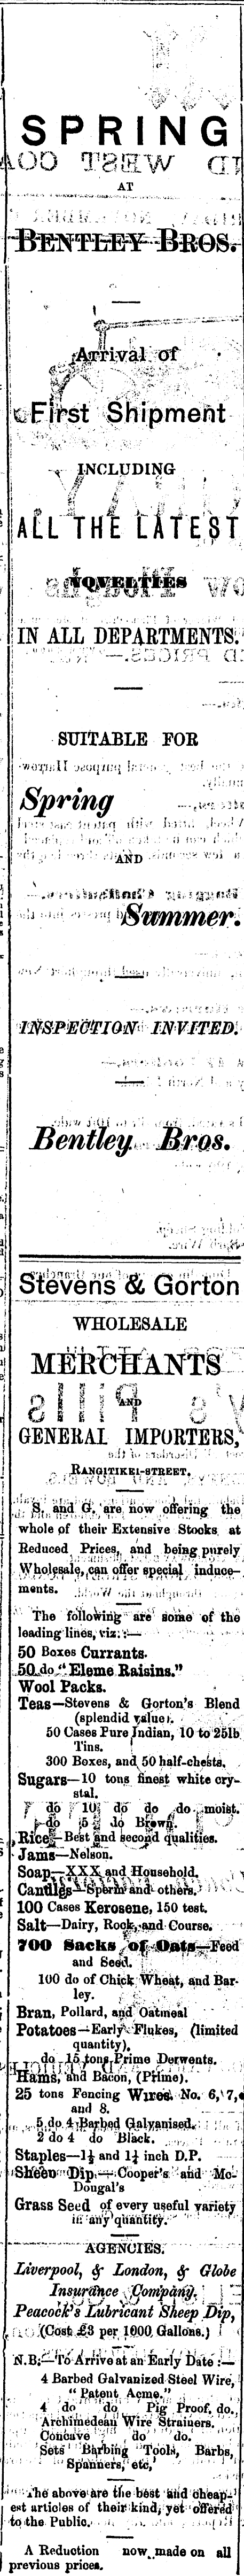 SPRING
AT
BENTLEY BROS.
Arrival of
First Shipment
INCLUDING
ALL THE LATEST
NOVELTIES
IN ALL DEPARTMENTS.
SUITABLE FOR
Spring
AND
Summer.
INSPECTION INVITED.
Bentley Bros.
Stevens & Gorton
WHOLESALE
MERCHANTS
AND
GENERAL IMPORTERS,
RANGITIKEI-STREET.
S. and G. are now offering the
whole of their Extensive Stocks at
Reduced Prices, and being purely
Wholesale, can offer special induce-
ments.
The following are some of the
leading lines, viz.:—
50 Boxes Currants.
50 do "Eleme Raisins."
Wool Packs.
Teas—Stevens & Gorton's Blend
(splendid value).
50 Cases Pure Indian, 10 to 25lb
Tins.
300 Boxes, and 50 half-chests.
Sugars—10 tons finest white cry-
stal.
do 10 do do do moist.
do 5 do Brown.
Rice—Best and second qualities.
Jams—Nelson.
Soap—XXX and Household.
Candles—Sperm and others.
100 Cases Kerosene, 150 test.
Salt—Dairy, Rock, and Course.
700 Sacks of Oats—Feed
and Seed.
100 do of Chick Wheat, and Bar-
ley.
Bran, Pollard, and Oatmeal
Potatoes—Early Flukes, (limited
quantity).
do 15 tons Prime Derwents.
Hams, and Bacon, (Prime).
25 tons Fencing Wires. No. 6, 7,
and 8.
5 do 4 Barbed Galvanised.
2 do 4 do Black.
Staples—1½ and 1¼ inch D.P.
Sheep Dip—Cooper's and Mc-
Dougal's
Grass Seed of every useful variety
in any quantity.
AGENCIES.
Liverpool, & London, & Globe
Insurance Company.
Peacock's Lubricant Sheep Dip,
(Cost £3 per 1000 Gallons.)
N.B.—To Arrive at an Early Date:—
4 Barbed Galvanized Steel Wire,
"Patent Acme."
4 do do Pig Proof, do.
Archimedean Wire Strainers.
Concave do do.
Sets Barbing Tools, Barbs,
Spanners, etc,
The above are the best and cheap-
est articles of their kind, yet offered
to the Public.
A Reduction now made on all
previous prices.